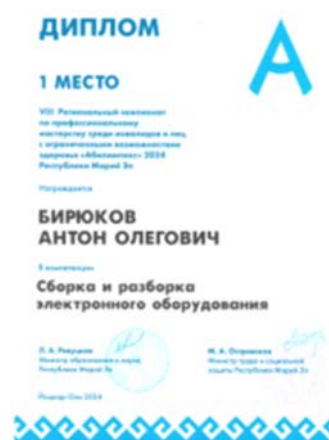 ДИПЛОМ
1 МЕСТО
VIII Региональный чемпионат
по профессиональному
мастерству среди инвалидов и лиц
с ограниченными возможностями
здоровья «Абилимпикс» 2024
Республики Марий Эл
Награждается
БИРЮКОВ
АНТОН ОЛЕГОВИЧ
В компетенции
Сборка и разборка
электронного оборудования
Л. А. Ревуцкая
Министр образования и науки
Республики Марий Эл
М. А. Островская
Министр труда и социальной
защиты Республики Марий Эл
Йошкар-Ола 2024